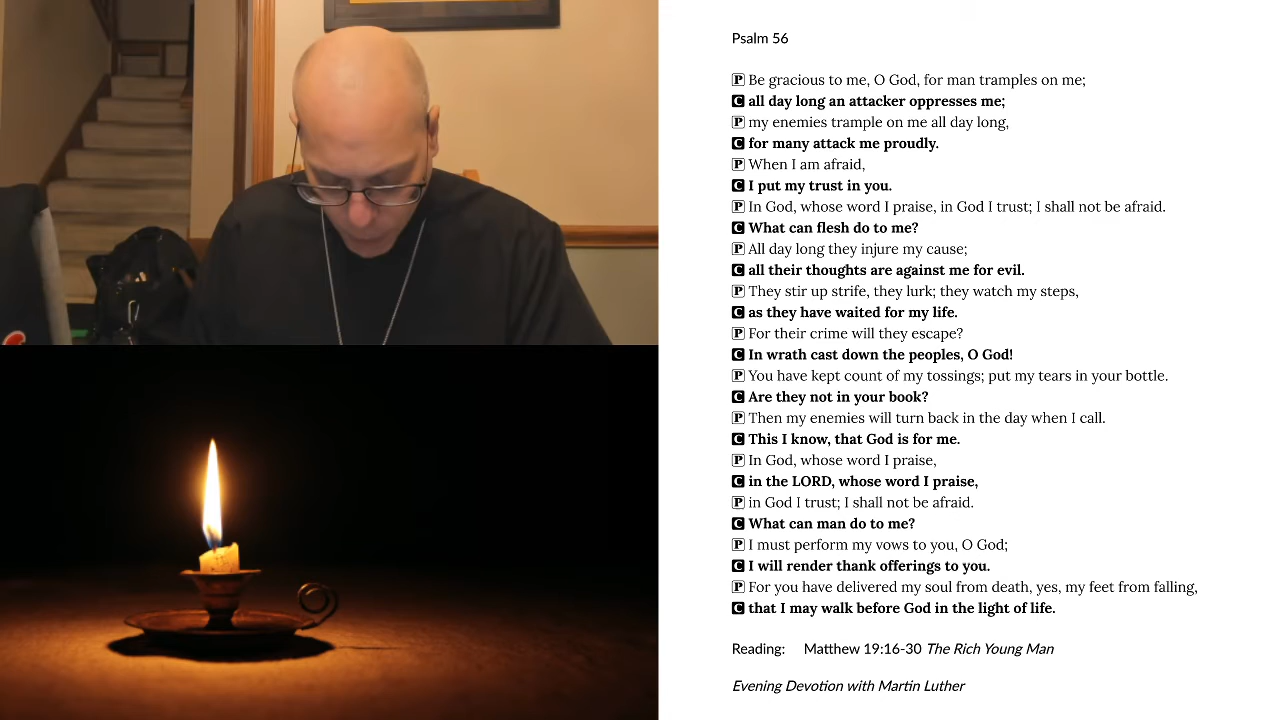 Psalm 56
P Be gracious to me, O God, for man tramples on me;
C all day long an attacker oppresses me;
P my enemies trample on me all day long,
C for many attack me proudly.
P When I am afraid,
C I put my trust in you.
P In God, whose word I praise, in God I trust; I shall not be afraid.
C What can flesh do to me?
P All day long they injure my cause;
C all their thoughts are against me for evil.
P They stir up strife, they lurk; they watch my steps,
C as they have waited for my life.
P For their crime will they escape?
C In wrath cast down the peoples, O God!
P You have kept count of my tossings; put my tears in your bottle.
C Are they not in your book?
P Then my enemies will turn back in the day when I call.
C This I know, that God is for me.
P In God, whose word I praise,
C in the LORD, whose word I praise,
P in God I trust; I shall not be afraid.
C What can man do to me?
P I must perform my vows to you, O God;
C I will render thank offerings to you.
P For you have delivered my soul from death, yes, my feet from falling,
C that I may walk before God in the light of life.
Reading: Matthew 19:16-30 The Rich Young Man
Evening Devotion with Martin Luther